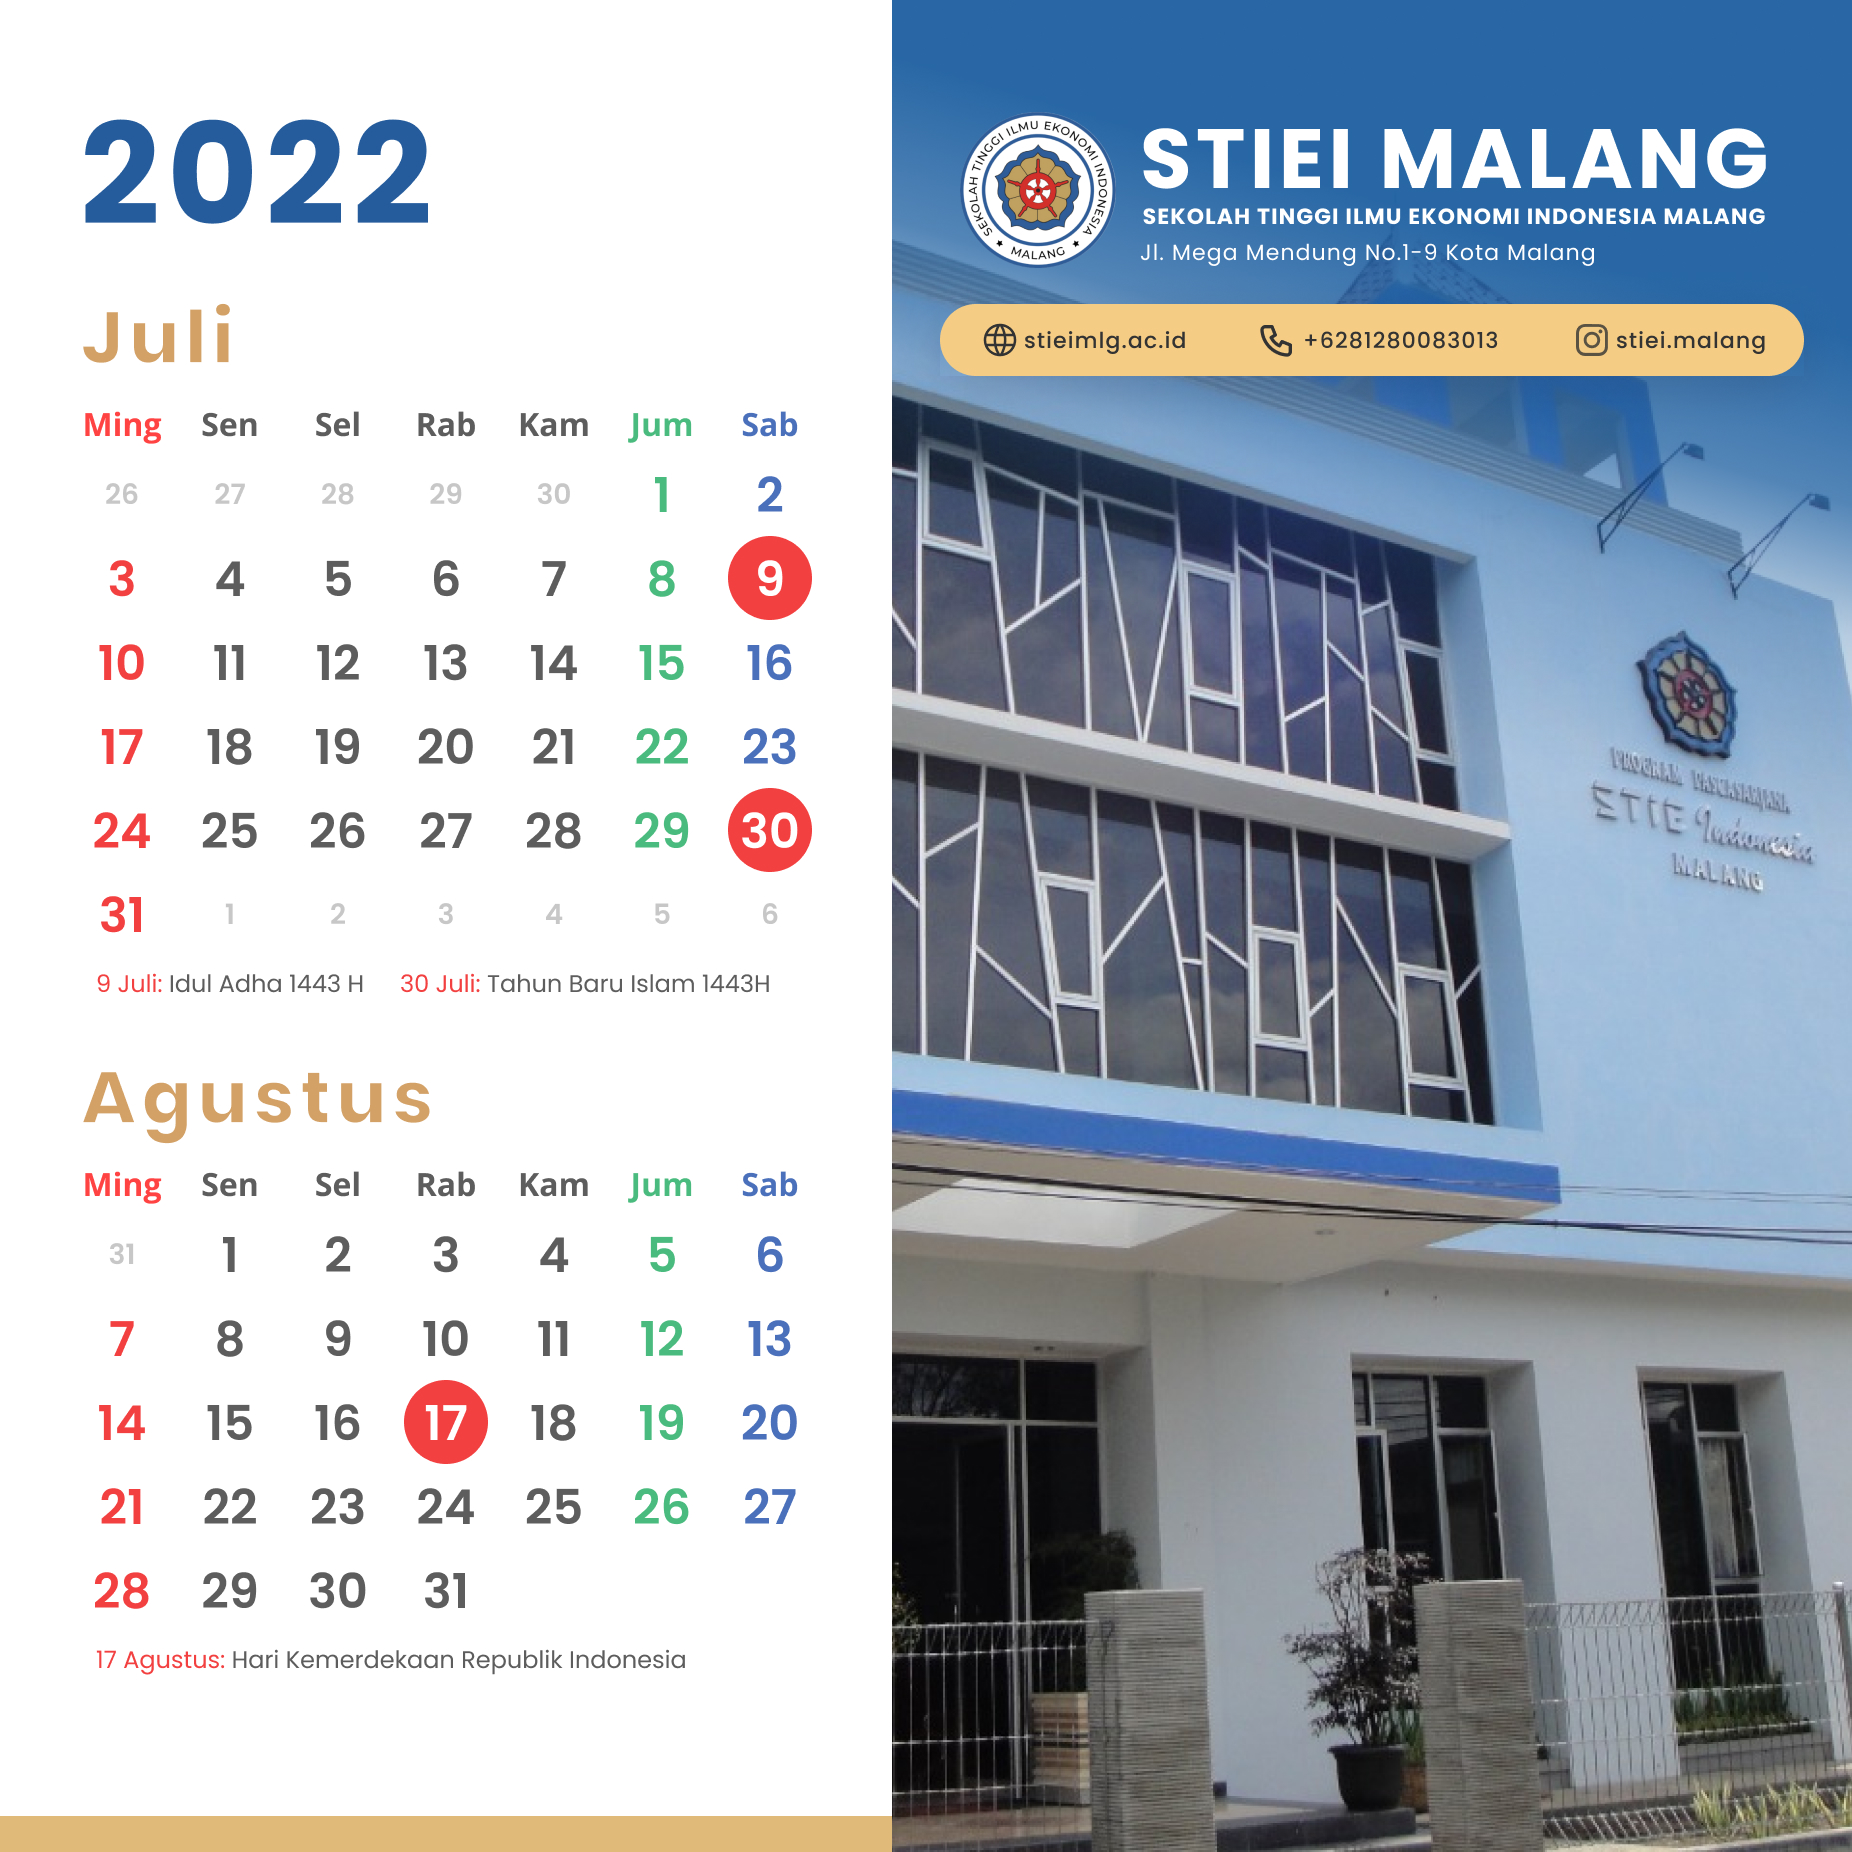 2022
Juli
Ming Sen Sel Rab Kam Jum Sab
26 27 28 29 30 1 2
3 4 5 6 7 8 9
10 11 12 13 14 15 16
17 18 19 20 21 22 23
24 25 26 27 28 29 30
31 1 2 3 4 5 6
9 Juli: Idul Adha 1443 H 30 Juli: Tahun Baru Islam 1443H
Agustus
Ming Sen Sel Rab Kam Jum Sab
31 1 2 3 4 5 6
7 8 9 10 11 12 13
14 15 16 17 18 19 20
21 22 23 24 25 26 27
28 29 30 31
17 Agustus: Hari Kemerdekaan Republik Indonesia
SEKOLAH TINGGI ILMU EKONOMI INDONESIA
★ MALANG ★
STIEI MALANG
SEKOLAH TINGGI ILMU EKONOMI INDONESIA MALANG
Jl. Mega Mendung No.1-9 Kota Malang
stieimlg.ac.id +6281280083013 stiei.malang
PROGRAM PASCASARJANA
STIE Indonesia
MALANG